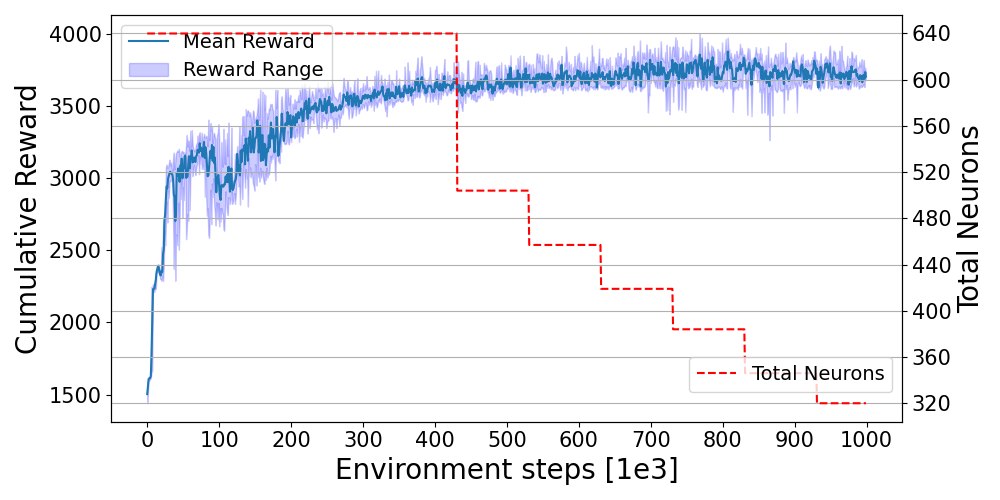 Mean Reward
Reward Range
Total Neurons
4000
3500
3000
2500
2000
1500
Cumulative Reward
640
600
560
520
480
440
400
360
320
Total Neurons
0 100 200 300 400 500 600 700 800 900 1000
Environment steps [1e3]